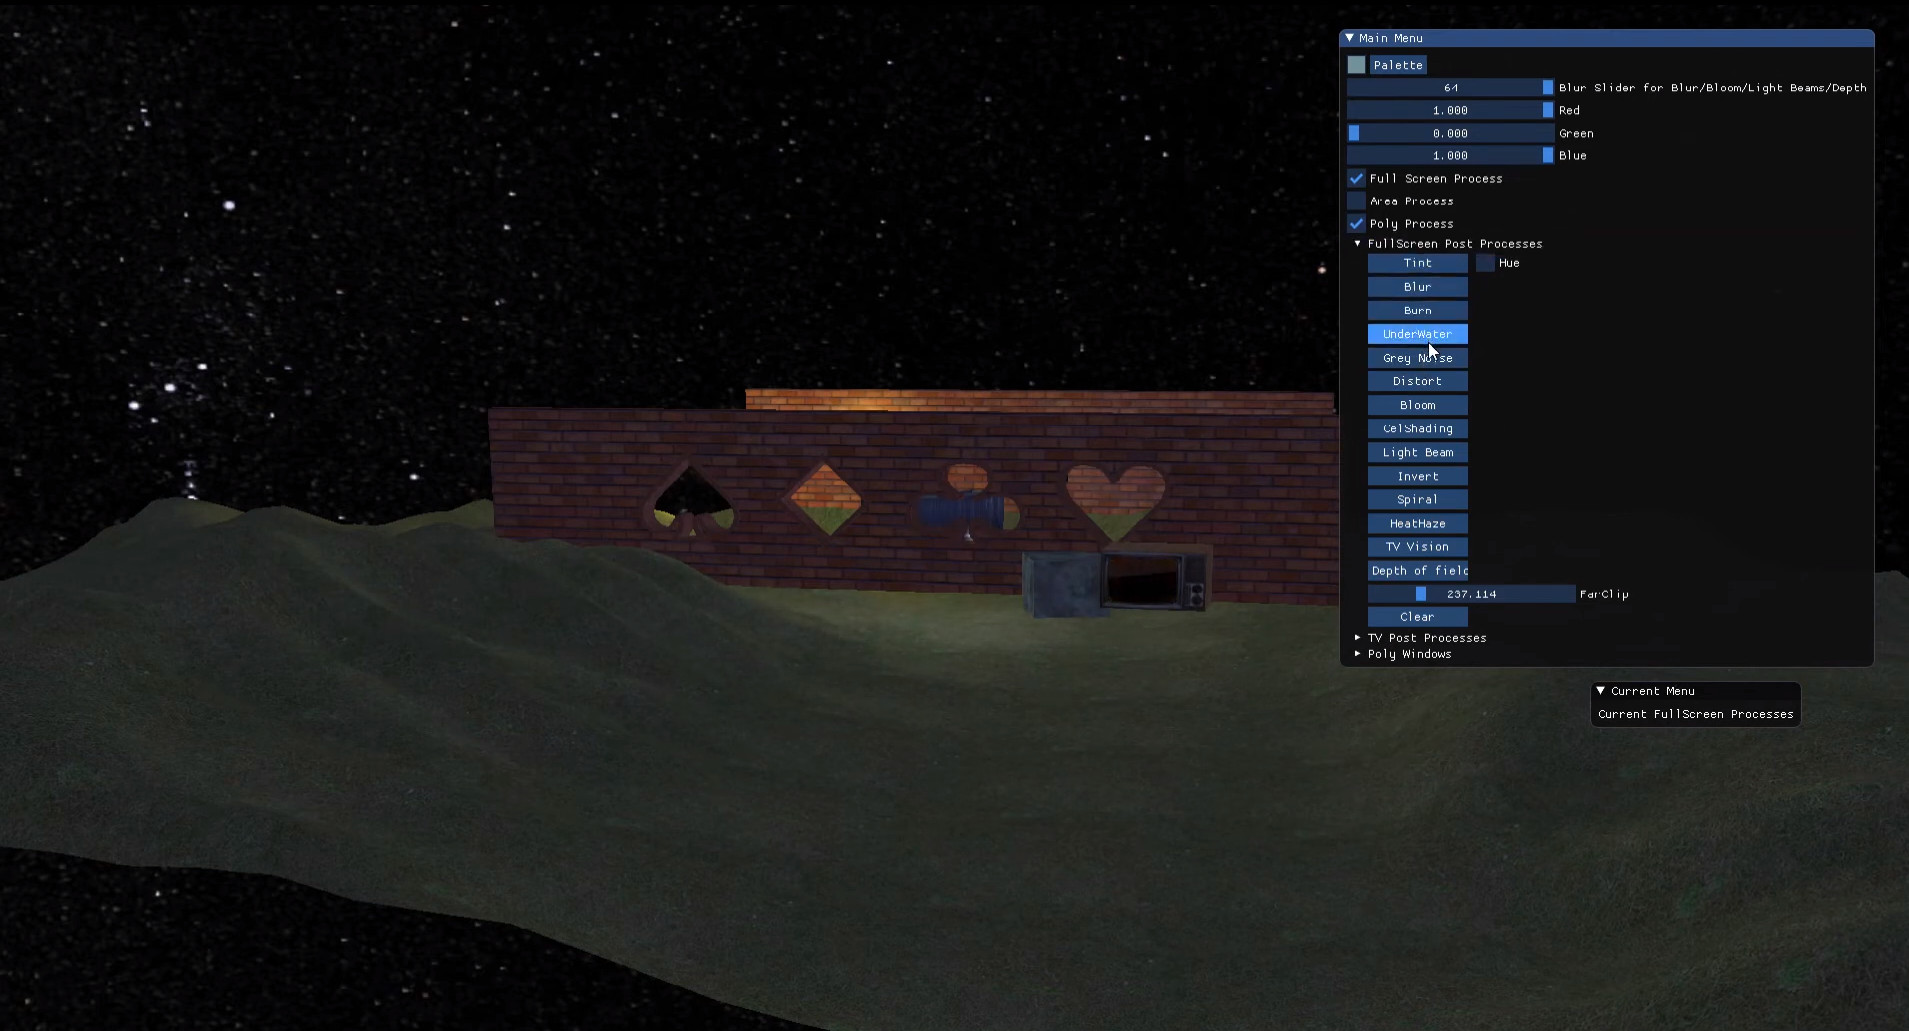 Main Menu
Palette
64 Blur Slider for Blur/Bloom/Light Beams/Depth
1.000 Red
0.000 Green
1.000 Blue
Full Screen Process
Area Process
Poly Process
FullScreen Post Processes
Tint Hue
Blur
Burn
UnderWater
Grey Noise
Distort
Bloom
CelShading
Light Beam
Invert
Spiral
HeatHaze
TV Vision
Depth of field
237.114 FarClip
Clear
TV Post Processes
Poly Windows
Current Menu
Current FullScreen Processes